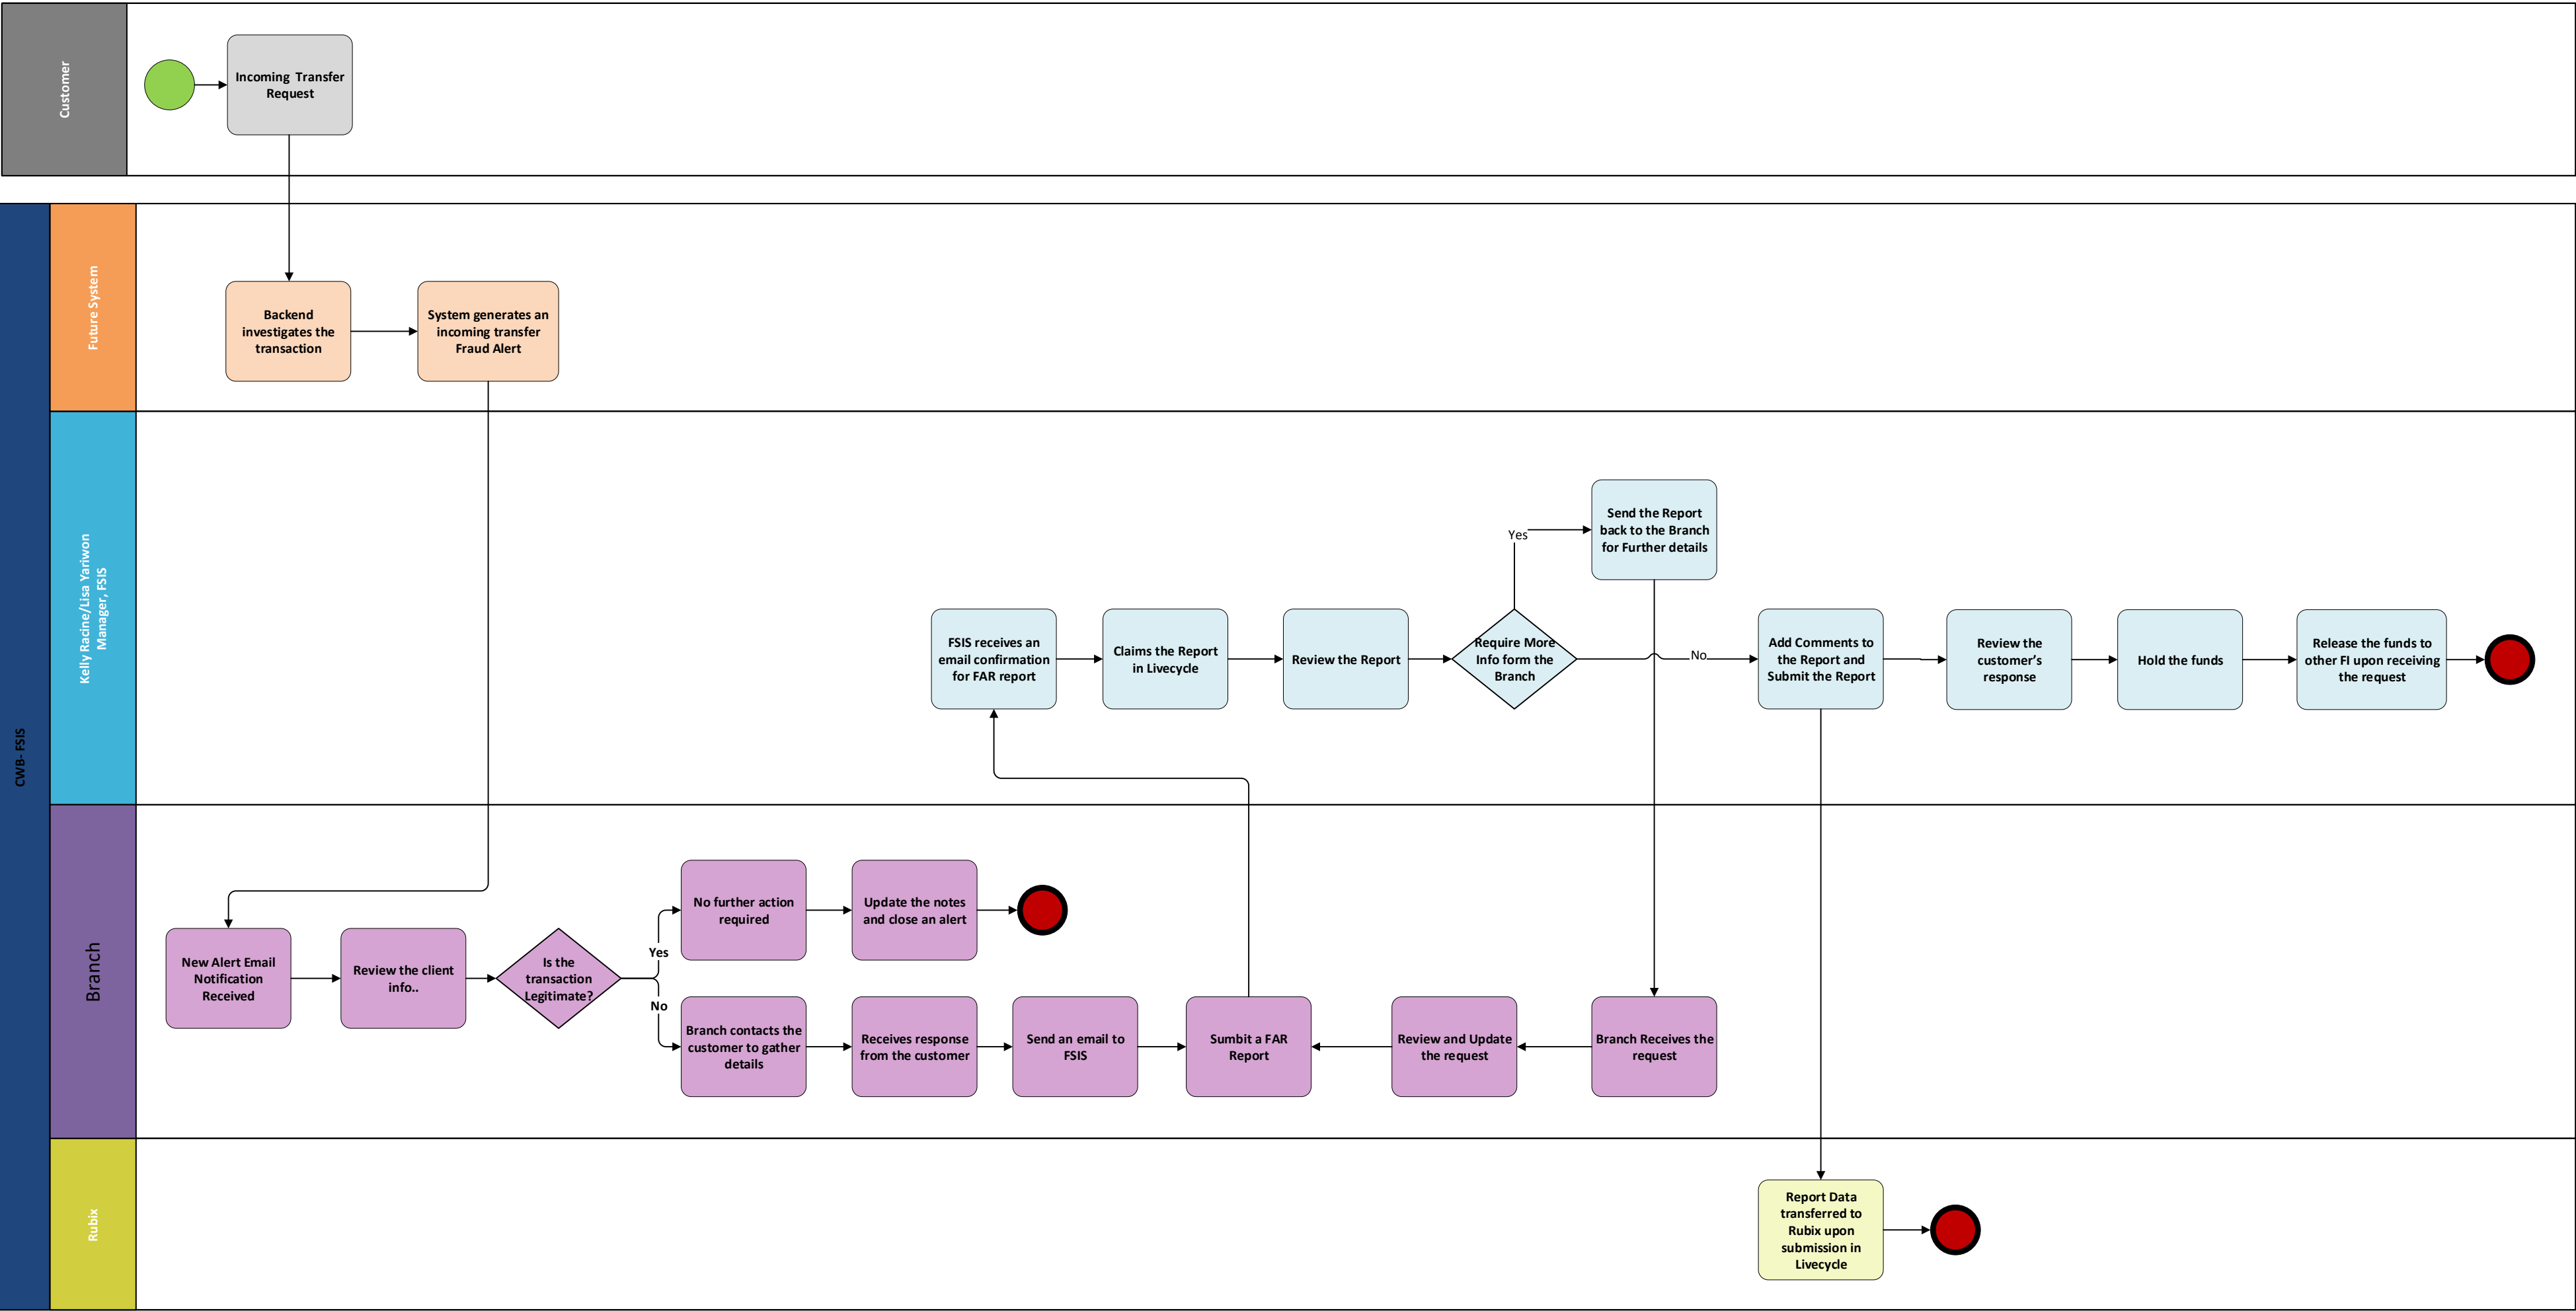 Customer
Incoming  Transfer
Request
CWB- FSIS
Future System
Backend
investigates the
transaction
System generates an
incoming transfer
Fraud Alert
Kelly Racine/Lisa Yariwon
Manager, FSIS
Send the Report
back to the Branch
for Further details
Yes
FSIS receives an
email confirmation
for FAR report
Claims the Report
in Livecycle
Review the Report
Require More
Info form the
Branch
No
Add Comments to
the Report and
Submit the Report
Review the
customer's
response
Hold the funds
Release the funds to
other FI upon receiving
the request
Branch
New Alert Email
Notification
Received
Review the client
info..
Is the
transaction
Legitimate?
Yes
No further action
required
Update the notes
and close an alert
No
Branch contacts the
customer to gather
details
Receives response
from the customer
Send an email to
FSIS
Sumbit a FAR
Report
Review and Update
the request
Branch Receives the
request
Rubix
Report Data
transferred to
Rubix upon
submission in
Livecycle